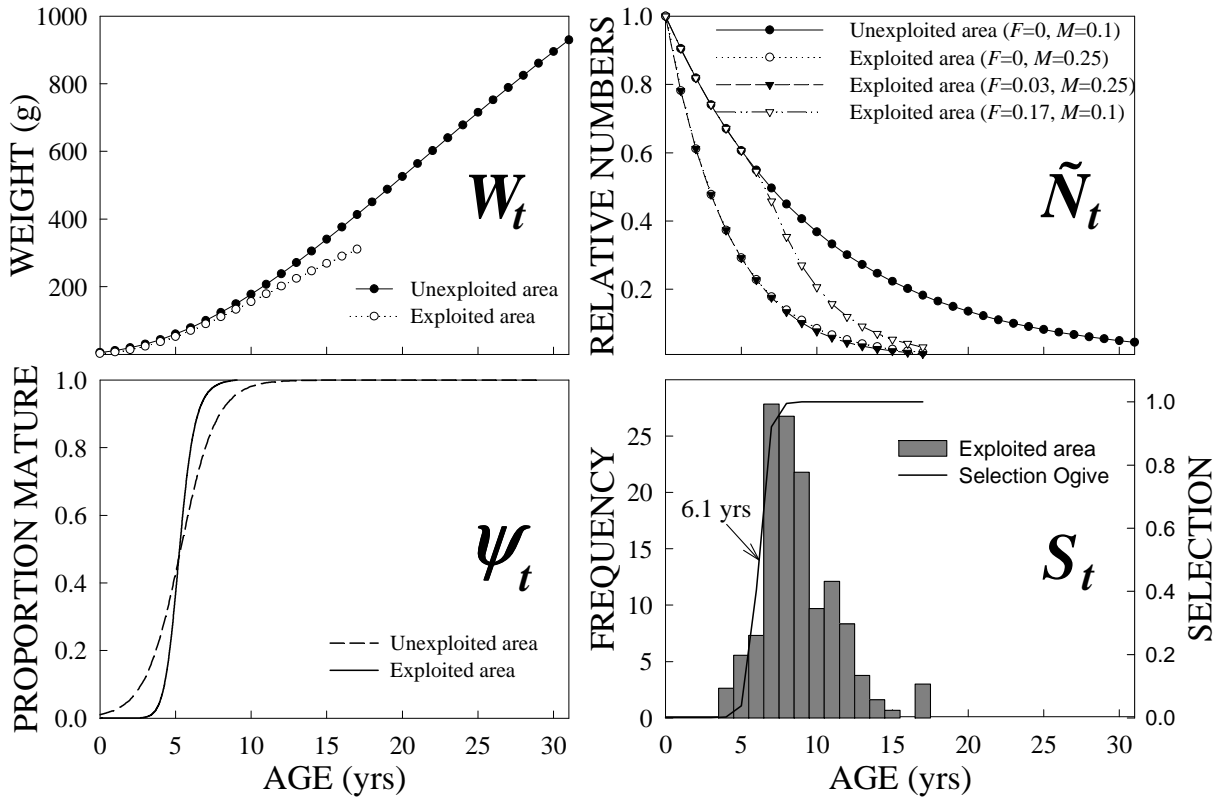 WEIGHT (g)
1000
800
600
400
200
W_t
Unexploited area
Exploited area
RELATIVE NUMBERS
1.0
0.8
0.6
0.4
0.2
Unexploited area (F=0, M=0.1)
Exploited area (F=0, M=0.25)
Exploited area (F=0.03, M=0.25)
Exploited area (F=0.17, M=0.1)
Ñ_t
PROPORTION MATURE
1.0
0.8
0.6
0.4
0.2
0.0
ψ_t
Unexploited area
Exploited area
0 5 10 15 20 25 30
AGE (yrs)
FREQUENCY
25
20
15
10
5
0
6.1 yrs
Exploited area
Selection Ogive
S_t
1.0
0.8
0.6
0.4
0.2
0.0
SELECTION
0 5 10 15 20 25 30
AGE (yrs)